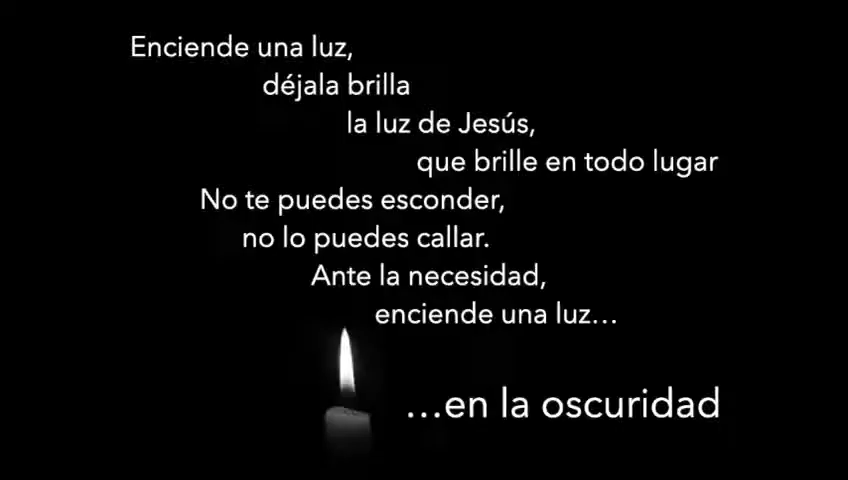 Enciende una luz,
déjala brilla
la luz de Jesús,
que brille en todo lugar
No te puedes esconder,
no lo puedes callar.
Ante la necesidad,
enciende una luz...
...en la oscuridad